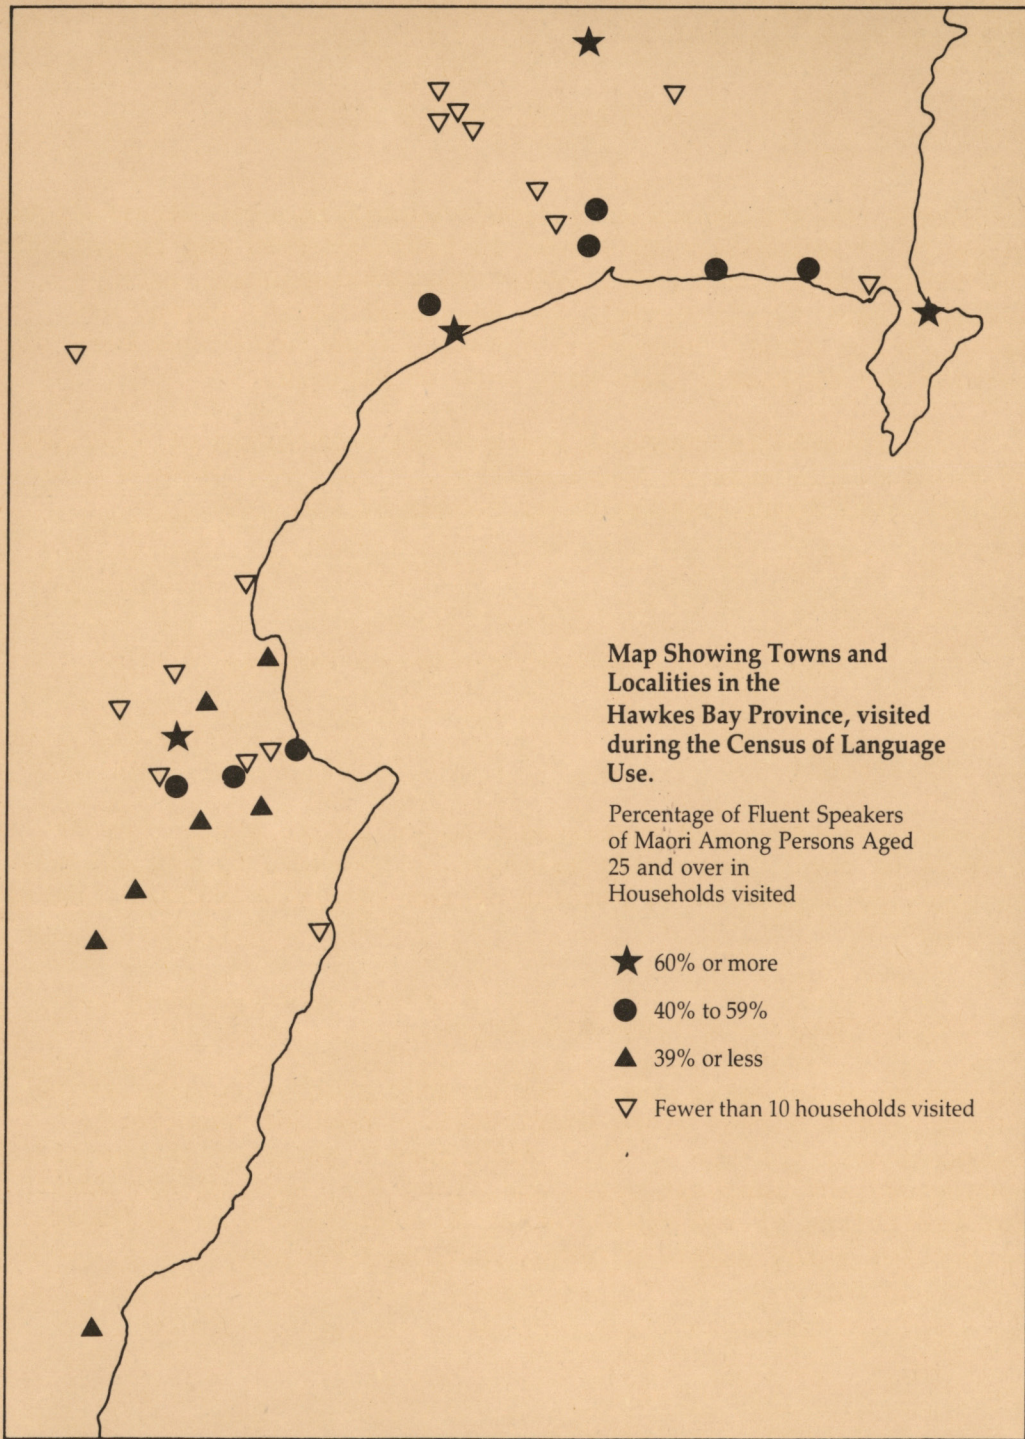 Map Showing Towns and
Localities in the
Hawkes Bay Province, visited
during the Census of Language
Use.
Percentage of Fluent Speakers
of Maori Among Persons Aged
25 and over in
Households visited
60% or more
40% to 59%
39% or less
Fewer than 10 households visited